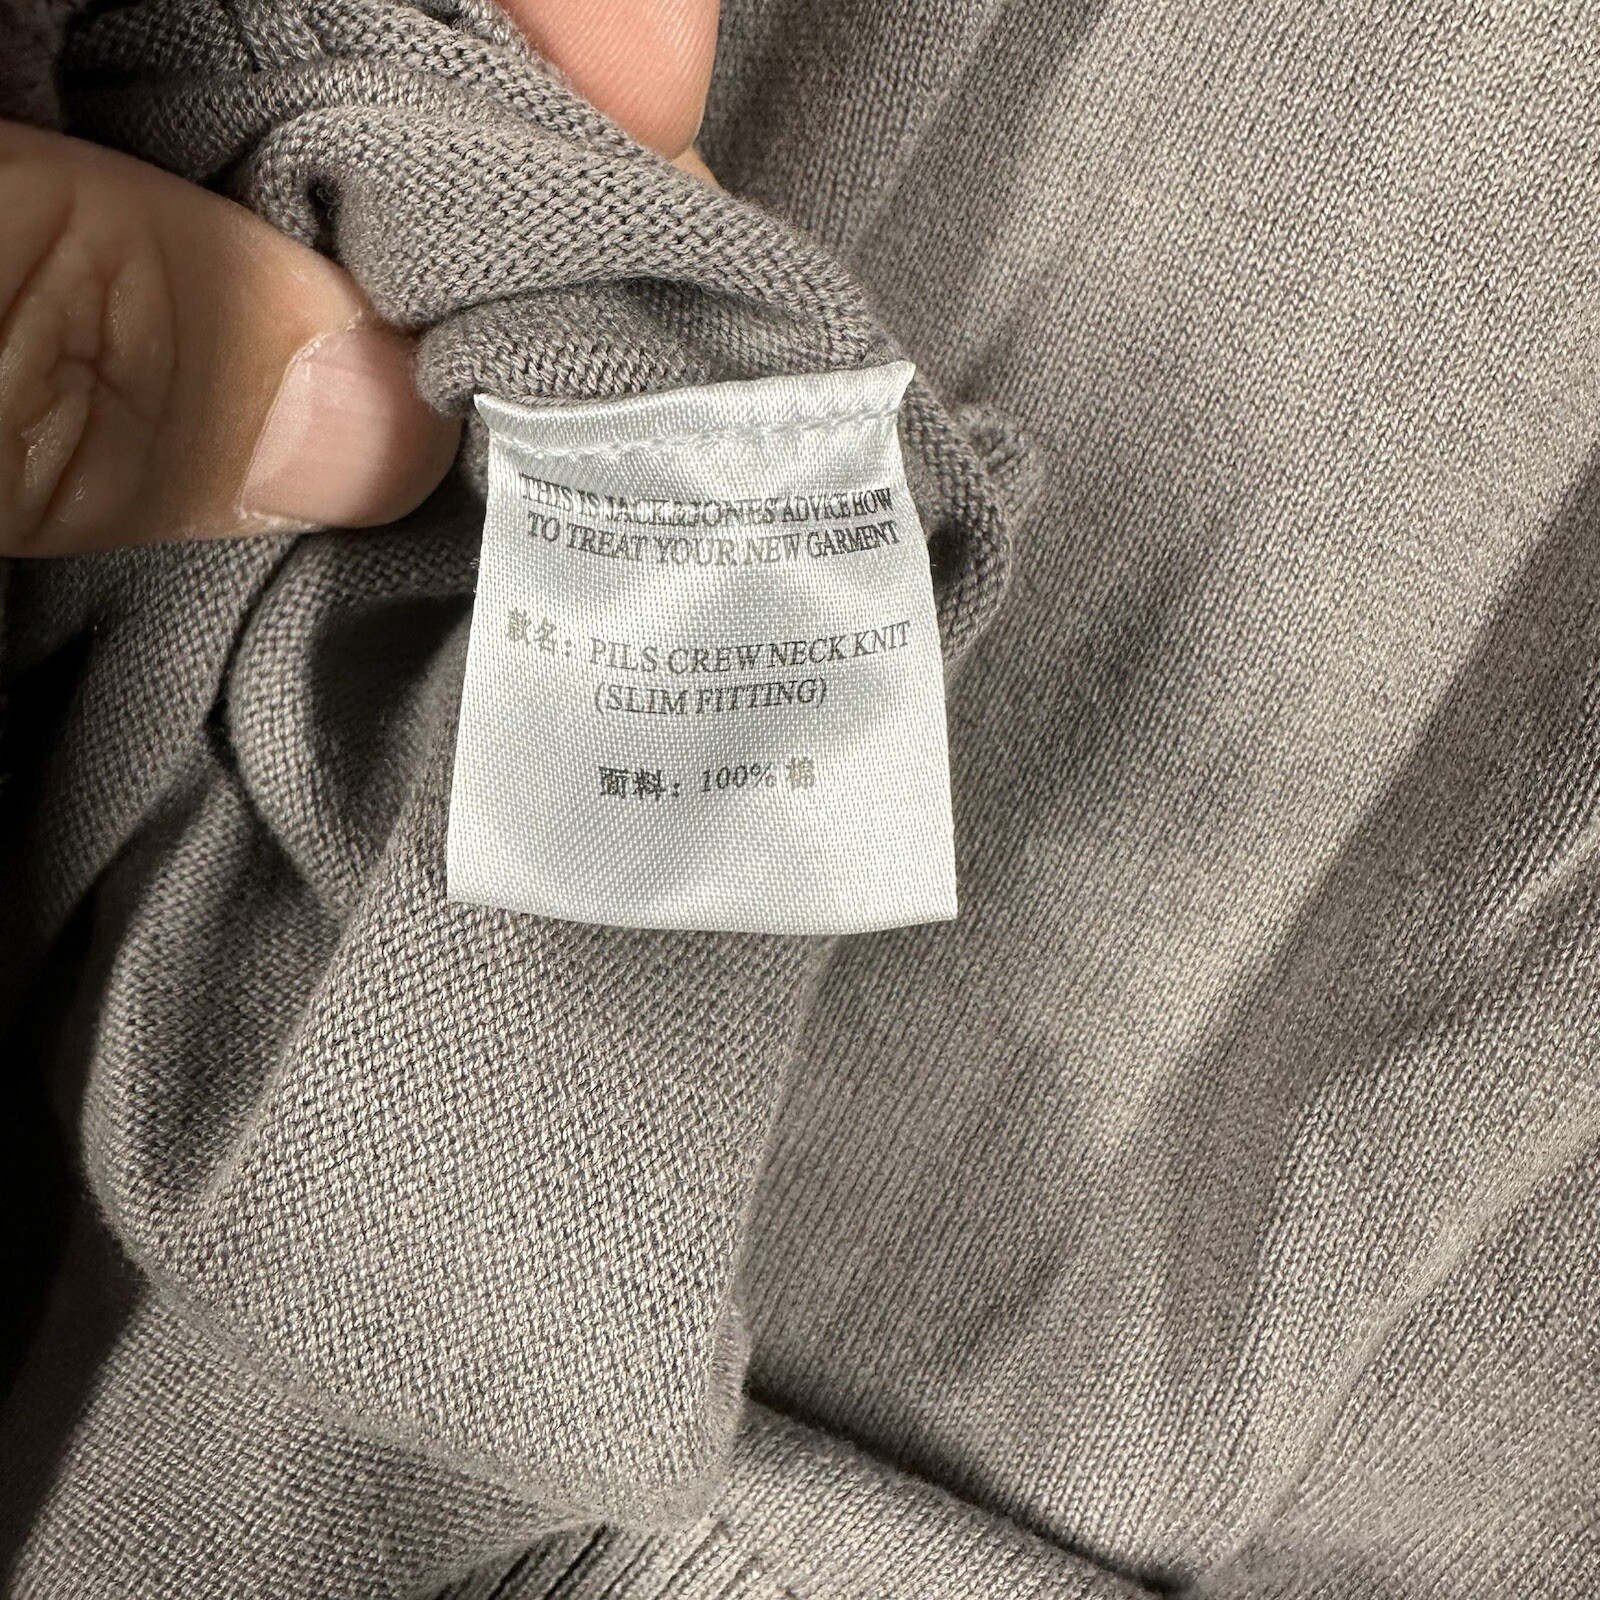 THIS IS JACK&JONES' ADVICE HOW
TO TREAT YOUR NEW GARMENT
款名: PILS CREW NECK KNIT
(SLIM FITTING)
面料: 100% 棉